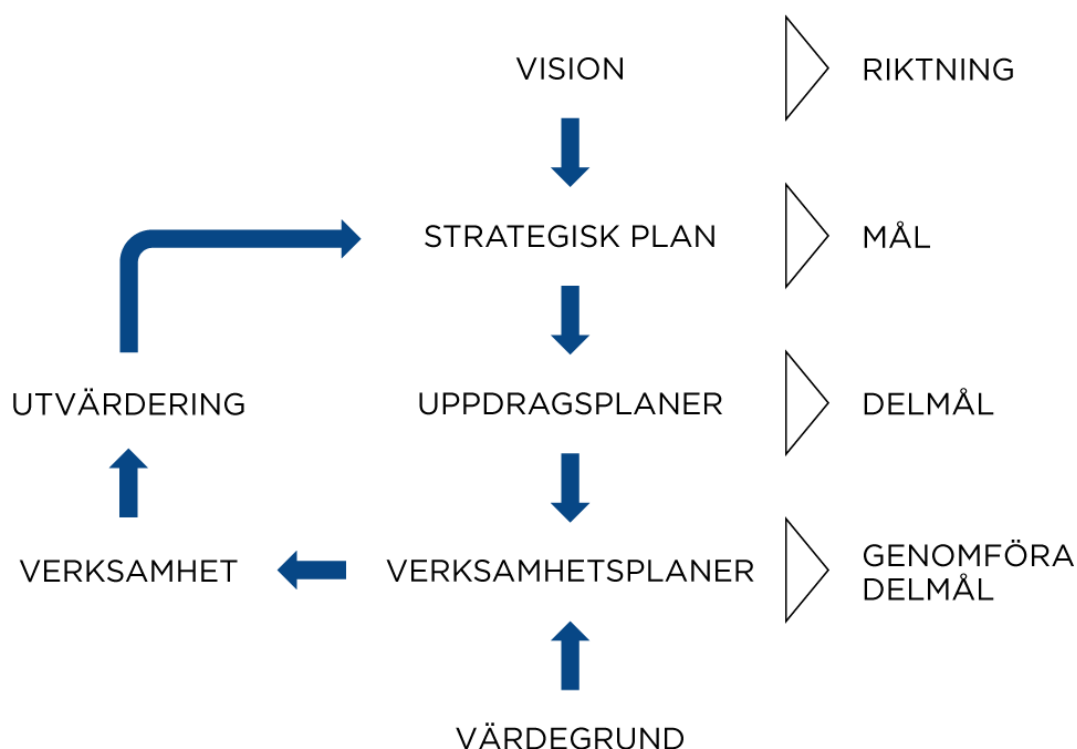 VISION
RIKTNING
STRATEGISK PLAN
MÅL
UTVÄRDERING
UPPDRAGSPLANER
DELMÅL
VERKSAMHET
VERKSAMHETSPLANER
GENOMFÖRA
DELMÅL
VÄRDEGRUND